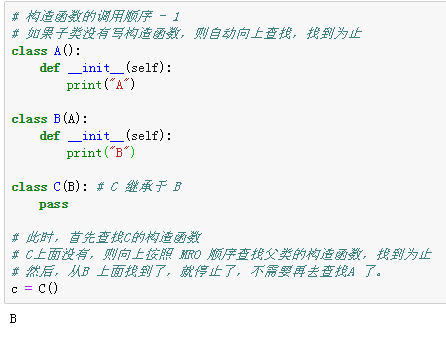 # 构造函数的调用顺序 - 1
# 如果子类没有写构造函数，则自动向上查找，找到为止
class A():
    def __init__(self):
        print("A")
class B(A):
    def __init__(self):
        print("B")
class C(B): # C 继承于 B
    pass
# 此时，首先查找C的构造函数
# C上面没有，则向上按照 MRO 顺序查找父类的构造函数，找到为止
# 然后，从B 上面找到了，就停止了，不需要再去查找A 了。
c = C()
B